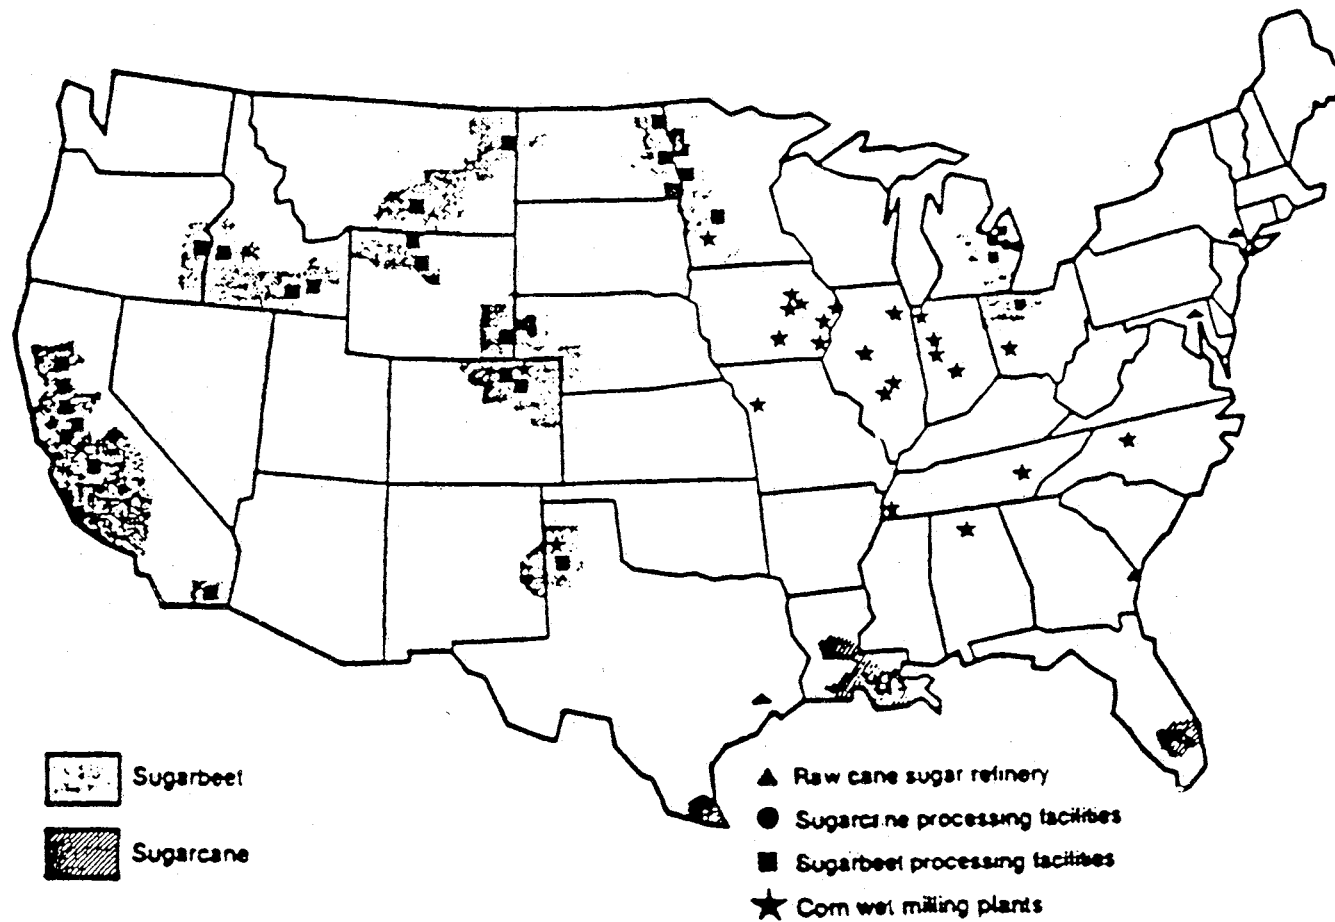 Sugarbeet
Sugarcane
Raw cane sugar refinery
Sugarcane processing facilities
Sugarbeet processing facilities
Corn wet milling plants